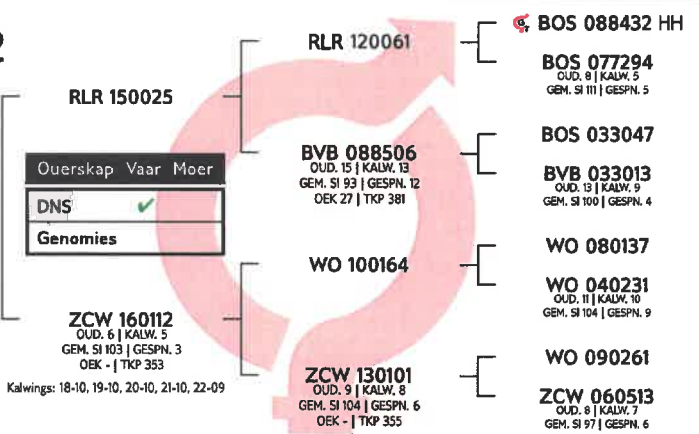 BOS 088432 HH
RLR 120061
BOS 077294
OUD. 8 | KALW. 5
GEM. SI 111 | GESPN. 5
RLR 150025
BOS 033047
BVB 088506
OUD. 15 | KALW. 13
GEM. SI 93 | GESPN. 12
OEK 27 | TKP 381
BVB 033013
OUD. 13 | KALW. 9
GEM. SI 100 | GESPN. 4
Ouerskap Vaar Moer
DNS ✔
Genomies
WO 080137
WO 100164
WO 040231
OUD. 11 | KALW. 10
GEM. SI 104 | GESPN. 9
ZCW 160112
OUD. 6 | KALW. 5
GEM. SI 103 | GESPN. 3
OEK - | TKP 353
Kalwings: 18-10, 19-10, 20-10, 21-10, 22-09
WO 090261
ZCW 130101
OUD. 9 | KALW. 8
GEM. SI 104 | GESPN. 6
OEK - | TKP 355
ZCW 060513
OUD. 8 | KALW. 7
GEM. SI 97 | GESPN. 6